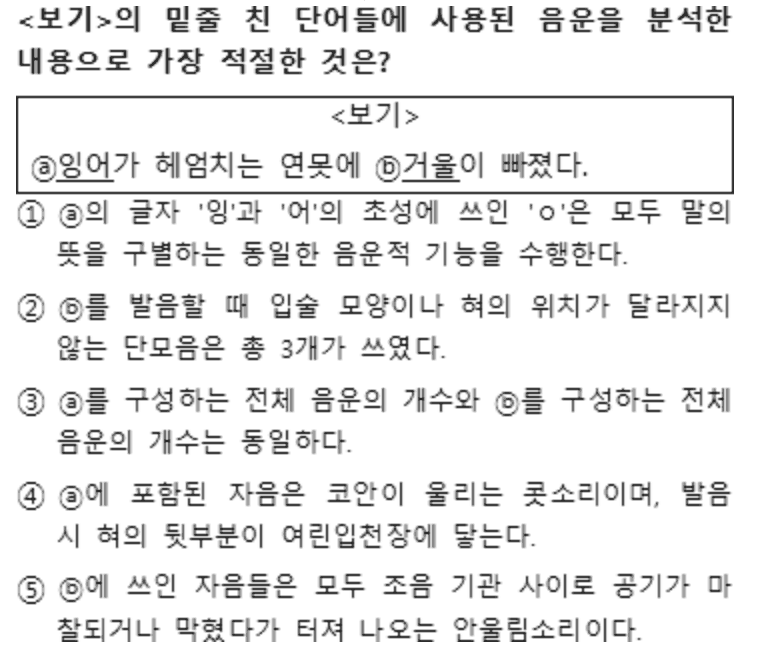 <보기>의 밑줄 친 단어들에 사용된 음운을 분석한
내용으로 가장 적절한 것은?
<보기>
ⓐ잉어가 헤엄치는 연못에 ⓑ거울이 빠졌다.
① ⓐ의 글자 '잉'과 '어'의 초성에 쓰인 'ㅇ'은 모두 말의
뜻을 구별하는 동일한 음운적 기능을 수행한다.
② ⓑ를 발음할 때 입술 모양이나 혀의 위치가 달라지지
않는 단모음은 총 3개가 쓰였다.
③ ⓐ를 구성하는 전체 음운의 개수와 ⓑ를 구성하는 전체
음운의 개수는 동일하다.
④ ⓐ에 포함된 자음은 코안이 울리는 콧소리이며, 발음
시 혀의 뒷부분이 여린입천장에 닿는다.
⑤ ⓑ에 쓰인 자음들은 모두 조음 기관 사이로 공기가 마
찰되거나 막혔다가 터져 나오는 안울림소리이다.